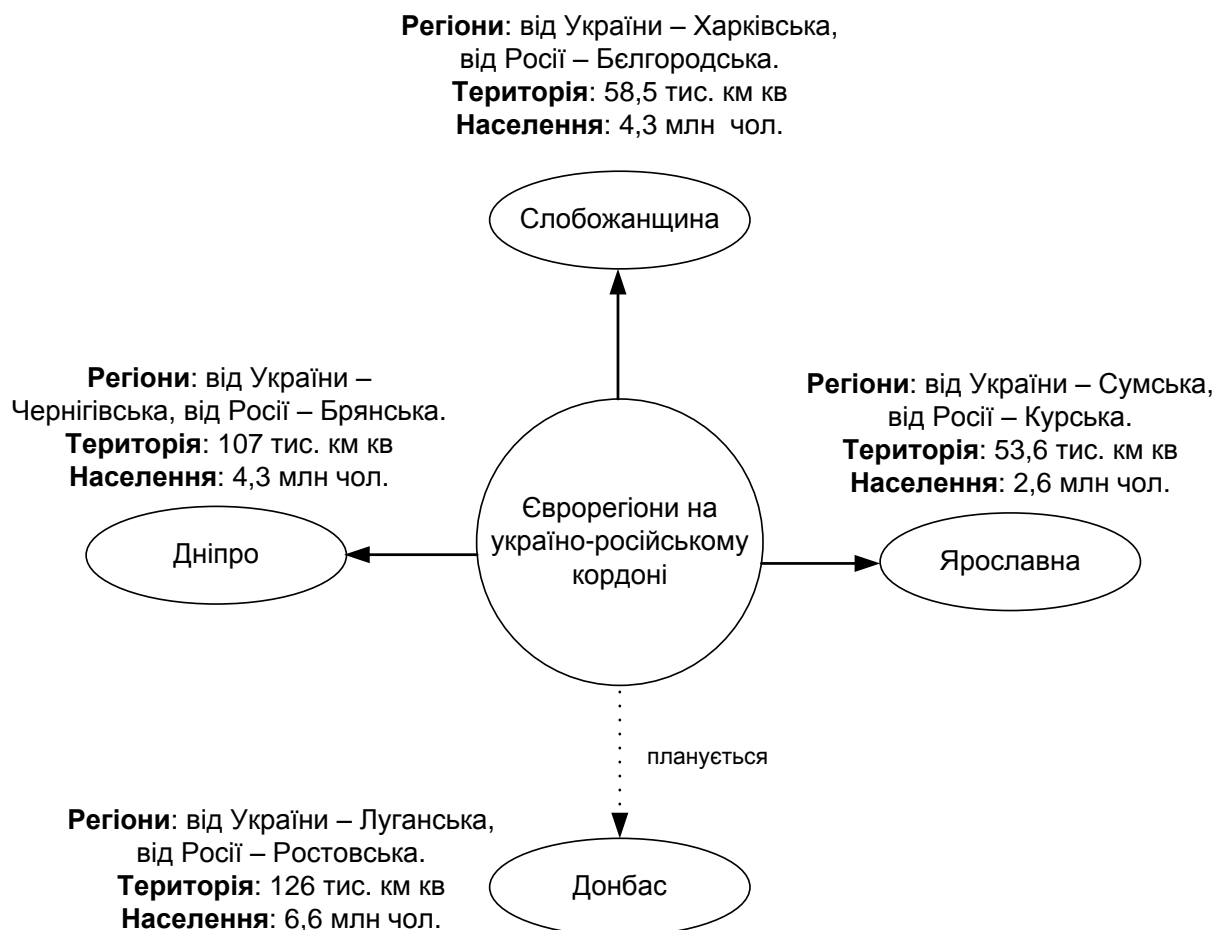 Регіони: від України – Харківська,
від Росії – Бєлгородська.
Територія: 58,5 тис. км кв
Населення: 4,3 млн чол.
Слобожанщина
Регіони: від України –
Чернігівська, від Росії – Брянська.
Територія: 107 тис. км кв
Населення: 4,3 млн чол.
Дніпро
Регіони: від України – Сумська,
від Росії – Курська.
Територія: 53,6 тис. км кв
Населення: 2,6 млн чол.
Ярославна
Єврорегіони на
україно-російському
кордоні
планується
Регіони: від України – Луганська,
від Росії – Ростовська.
Територія: 126 тис. км кв
Населення: 6,6 млн чол.
Донбас